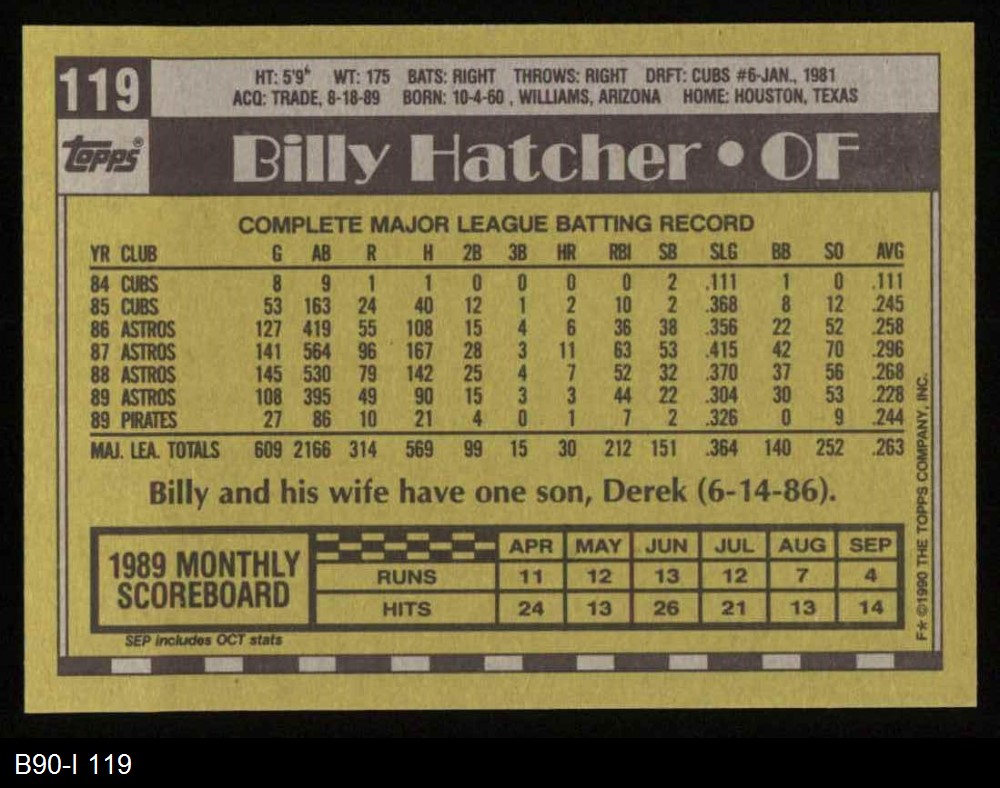 119
HT: 5'9" WT: 175 BATS: RIGHT THROWS: RIGHT DRFT: CUBS #6-JAN., 1981
ACQ: TRADE, 8-18-89 BORN: 10-4-60 , WILLIAMS, ARIZONA HOME: HOUSTON, TEXAS
topps®
Billy Hatcher • OF
COMPLETE MAJOR LEAGUE BATTING RECORD
YR CLUB G AB R H 2B 3B HR RBI SB SLG BB SO AVG
84 CUBS 8 9 1 1 0 0 0 0 2 .111 1 0 .111
85 CUBS 53 163 24 40 12 1 2 10 2 .368 8 12 .245
86 ASTROS 127 419 55 108 15 4 6 36 38 .356 22 52 .258
87 ASTROS 141 564 96 167 28 3 11 63 53 .415 42 70 .296
88 ASTROS 145 530 79 142 25 4 7 52 32 .370 37 56 .268
89 ASTROS 108 395 49 90 15 3 3 44 22 .304 30 53 .228
89 PIRATES 27 86 10 21 4 0 1 7 2 .326 0 9 .244
MAJ. LEA. TOTALS 609 2166 314 569 99 15 30 212 151 .364 140 252 .263
Billy and his wife have one son, Derek (6-14-86).
1989 MONTHLY
SCOREBOARD
APR MAY JUN JUL AUG SEP
RUNS 11 12 13 12 7 4
HITS 24 13 26 21 13 14
SEP includes OCT stats
F* ©1990 THE TOPPS COMPANY, INC.
B90-I 119